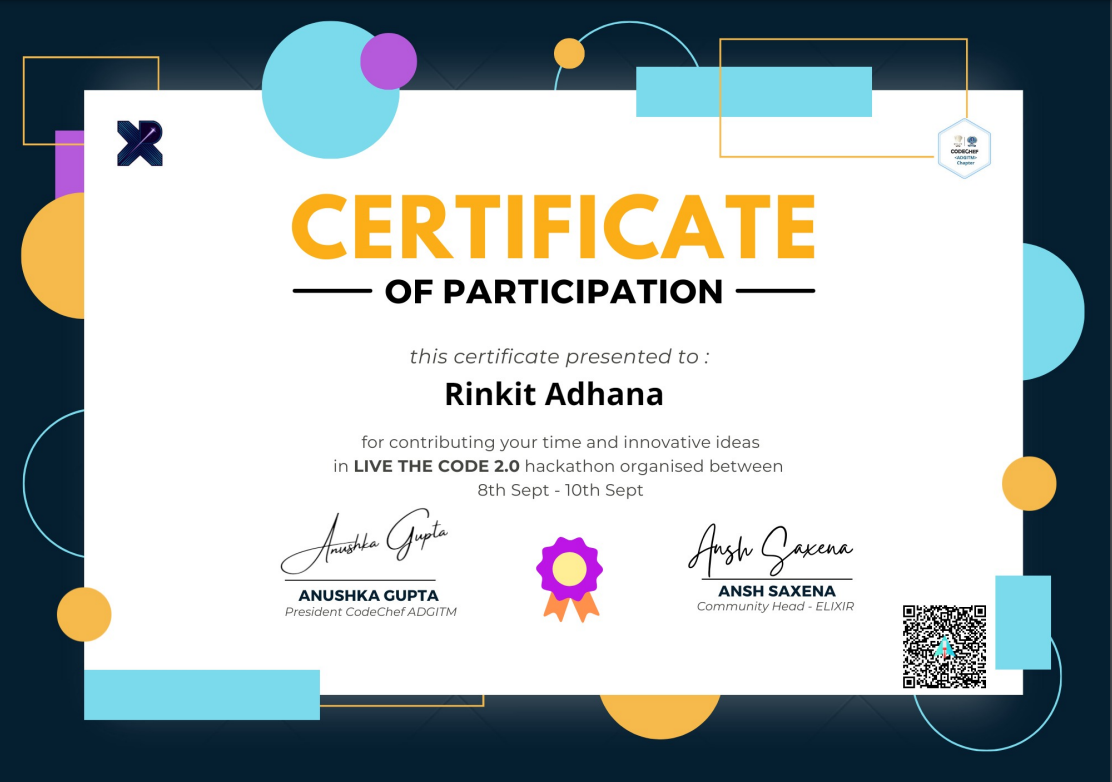 CODECHEF
<ADGITM>
Chapter
CERTIFICATE
OF PARTICIPATION
this certificate presented to :
Rinkit Adhana
for contributing your time and innovative ideas
in LIVE THE CODE 2.0 hackathon organised between
8th Sept - 10th Sept
Anushka Gupta
Ansh Saxena
ANUSHKA GUPTA
ANSH SAXENA
President CodeChef ADGITM
Community Head - ELIXIR